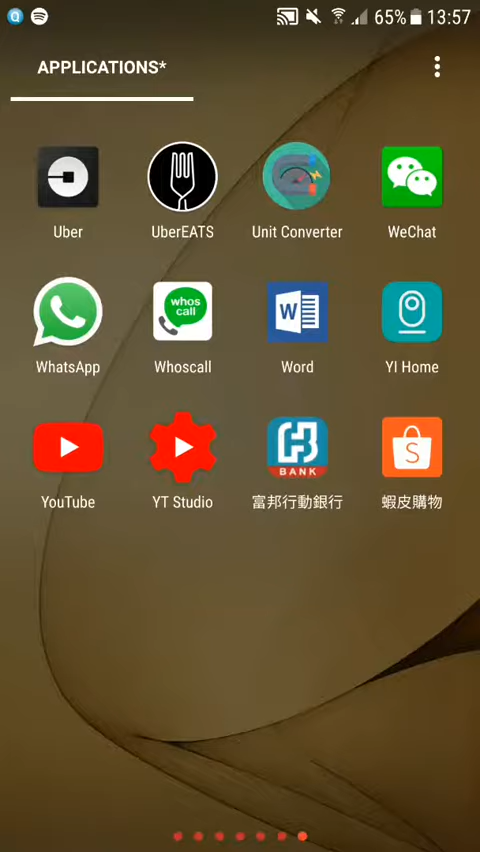 65% 13:57
APPLICATIONS*
Uber
UberEATS
Unit Converter
WeChat
whos
call
W
BANK
S
WhatsApp
Whoscall
Word
YI Home
YouTube
YT Studio
富邦行動銀行
蝦皮購物